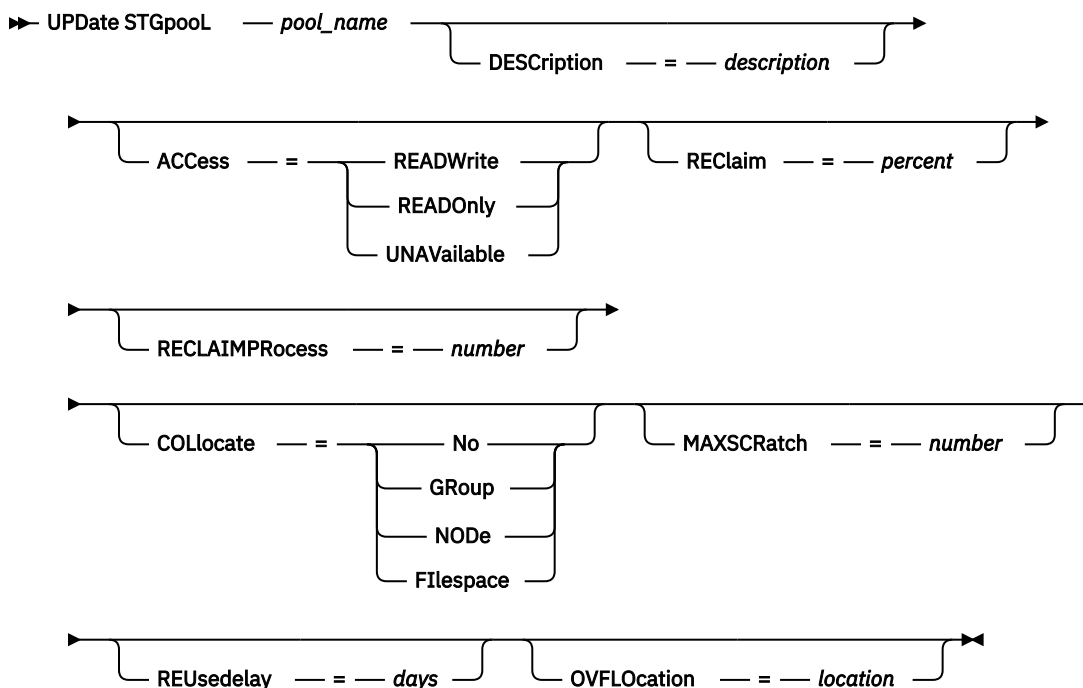 UPDate STGpooL pool_name
DESCription = description
ACCess = READWrite
READOnly
UNAVailable
REClaim = percent
RECLAIMPRocess = number
COLlocate = No
GRoup
NODe
FIlespace
MAXSCRatch = number
REUsedelay = days
OVFLOcation = location